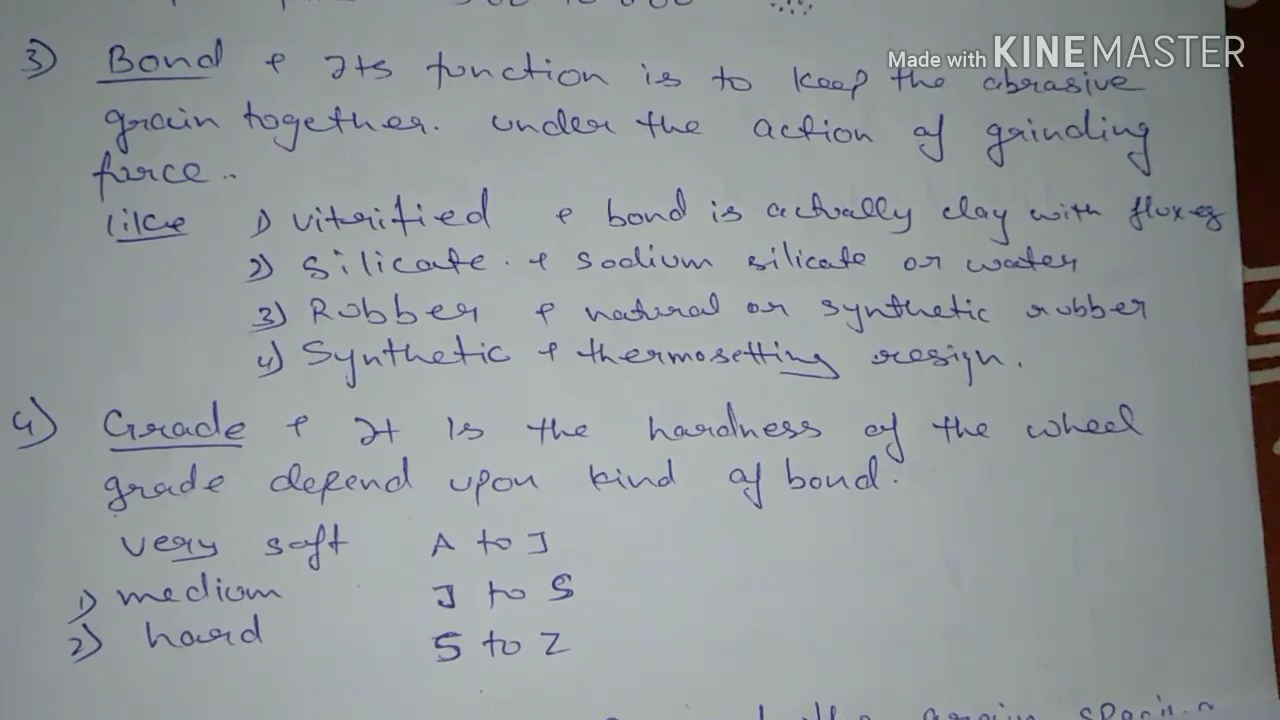 Made with KINEMASTER
3) Bond : Its function is to keep the abrasive
grain together. under the action of grinding
force..
like 1) vitrified : bond is actually clay with flux
2) silicate. : sodium silicate or water
3) Rubber : natural or synthetic rubber
4) Synthetic : thermosetting resign.
4) Grade : It is the hardness of the wheel
grade depend upon kind of bond.
very soft A to J
1) medium J to S
2) hard S to Z